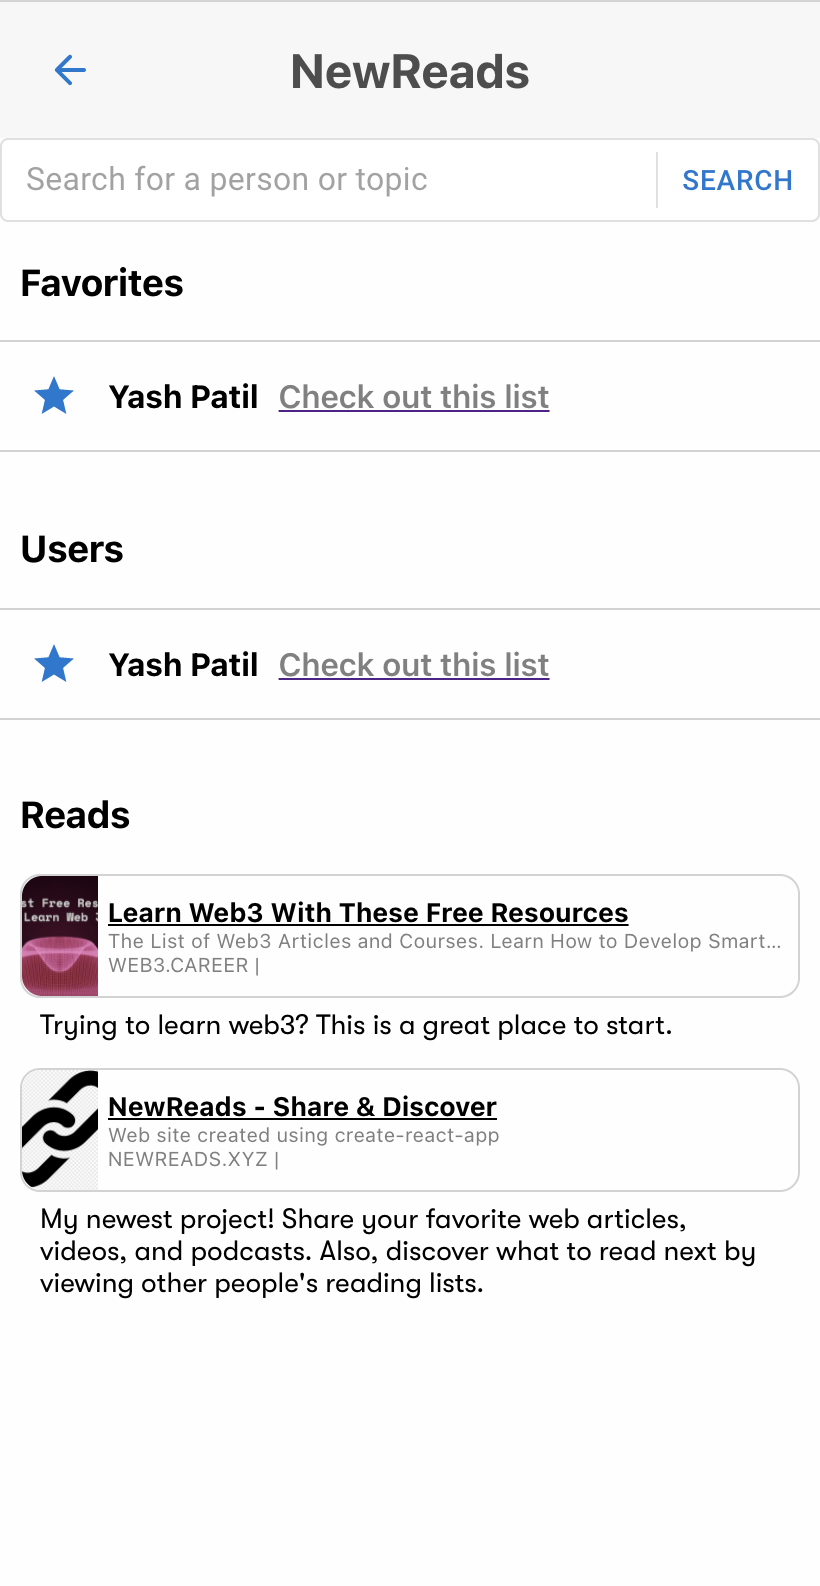 NewReads
Search for a person or topic
SEARCH
Favorites
Yash Patil Check out this list
Users
Yash Patil Check out this list
Reads
st Free Res
Learn Web 3
Learn Web3 With These Free Resources
The List of Web3 Articles and Courses. Learn How to Develop Smart...
WEB3.CAREER |
Trying to learn web3? This is a great place to start.
NewReads - Share & Discover
Web site created using create-react-app
NEWREADS.XYZ |
My newest project! Share your favorite web articles,
videos, and podcasts. Also, discover what to read next by
viewing other people's reading lists.